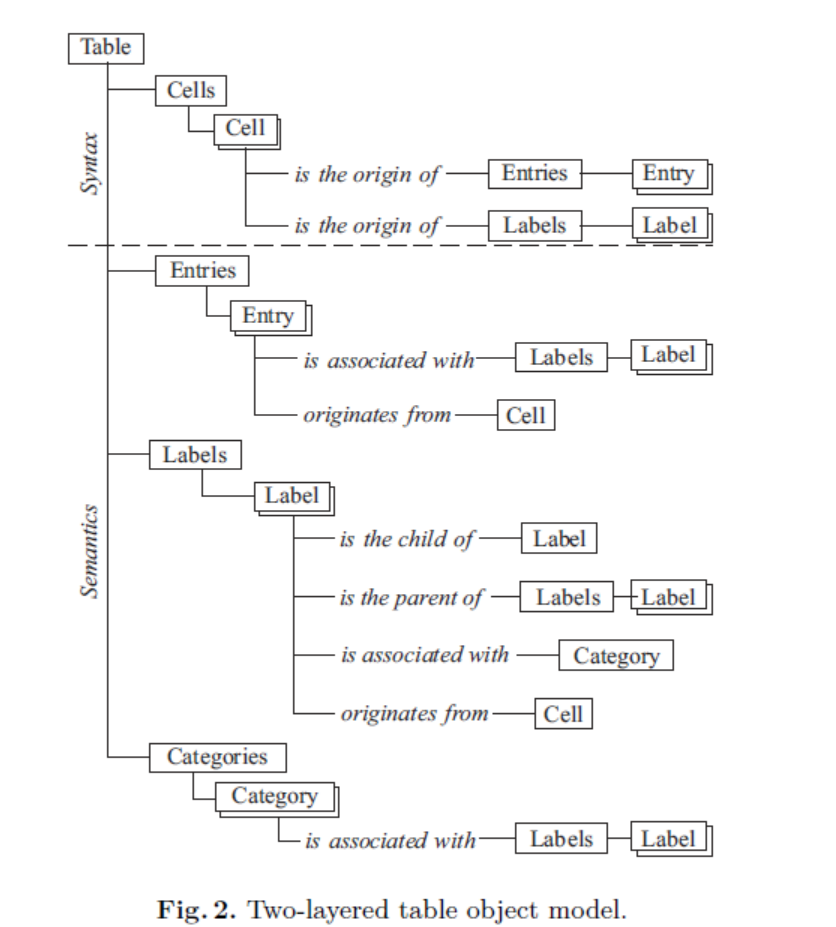 Table
Cells
Cell
Syntax
is the origin of Entries Entry
is the origin of Labels Label
Entries
Entry
is associated with Labels Label
originates from Cell
Labels
Label
Semantics
is the child of Label
is the parent of Labels Label
is associated with Category
originates from Cell
Categories
Category
is associated with Labels Label
Fig. 2. Two-layered table object model.